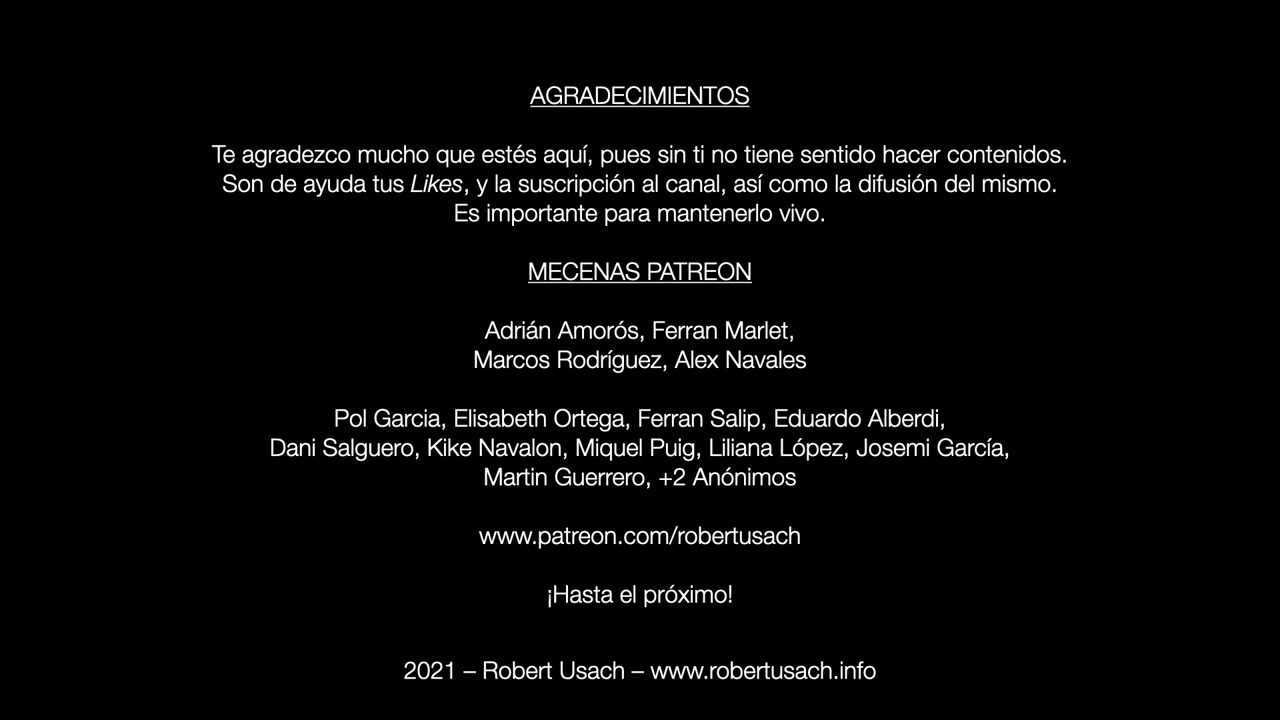 AGRADECIMIENTOS
Te agradezco mucho que estés aquí, pues sin ti no tiene sentido hacer contenidos.
Son de ayuda tus Likes, y la suscripción al canal, así como la difusión del mismo.
Es importante para mantenerlo vivo.
MECENAS PATREON
Adrián Amorós, Ferran Marlet,
Marcos Rodríguez, Alex Navales
Pol Garcia, Elisabeth Ortega, Ferran Salip, Eduardo Alberdi,
Dani Salguero, Kike Navalon, Miquel Puig, Liliana López, Josemi García,
Martin Guerrero, +2 Anónimos
www.patreon.com/robertusach
¡Hasta el próximo!
2021 – Robert Usach – www.robertusach.info